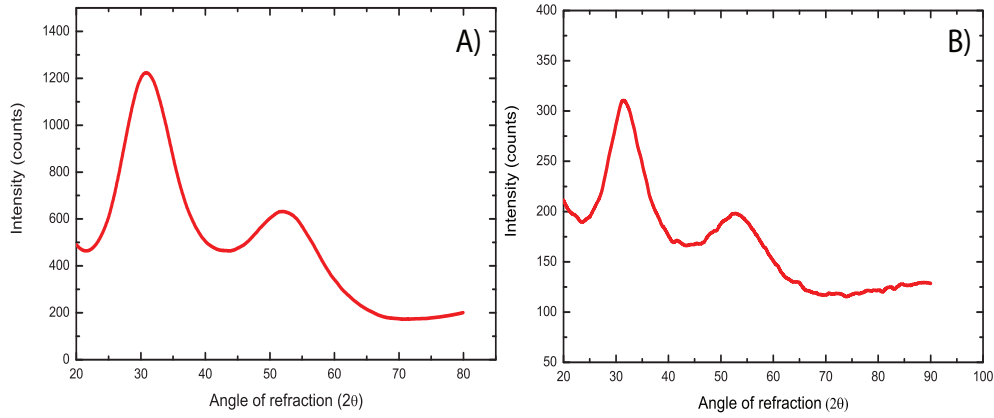 A)
1400
1200
1000
800
600
400
200
0
20 30 40 50 60 70 80
Intensity (counts)
Angle of refraction (2θ)
B)
400
350
300
250
200
150
100
50
20 30 40 50 60 70 80 90 100
Intensity (counts)
Angle of refraction (2θ)